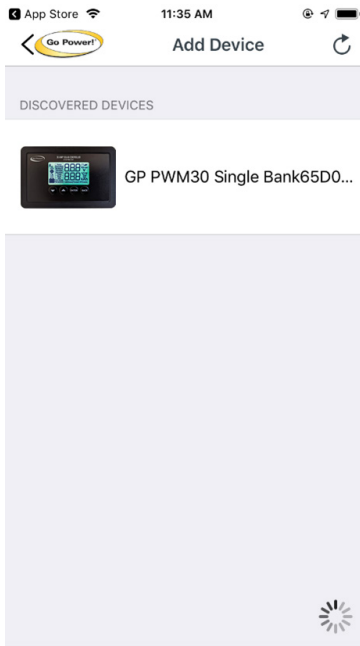 App Store 11:35 AM
Go Power! Add Device
DISCOVERED DEVICES
GP PWM30 Single Bank65D0...